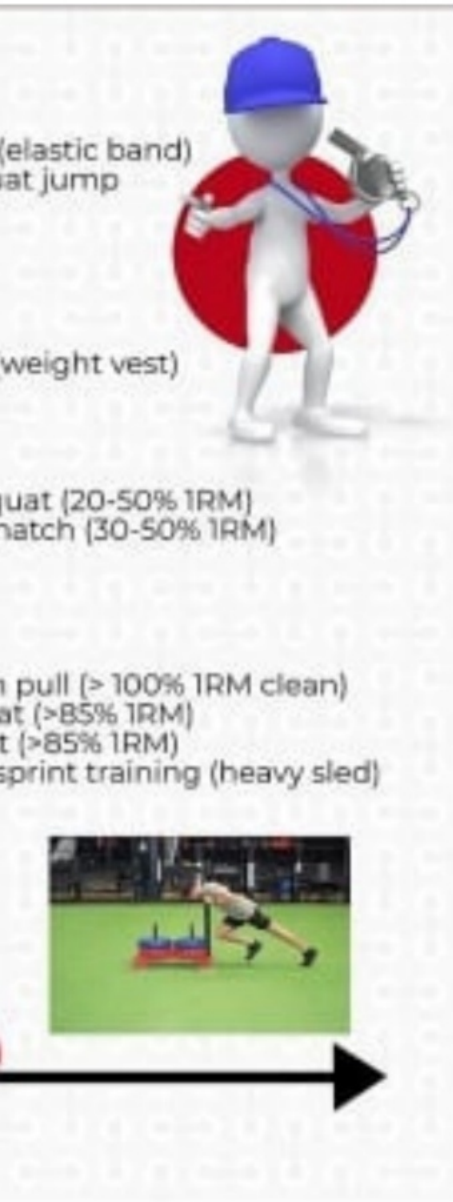 (elastic band)
uat jump
(weight vest)
quat (20-50% 1RM)
natch (30-50% 1RM)
n pull (> 100% 1RM clean)
at (>85% 1RM)
t (>85% 1RM)
sprint training (heavy sled)